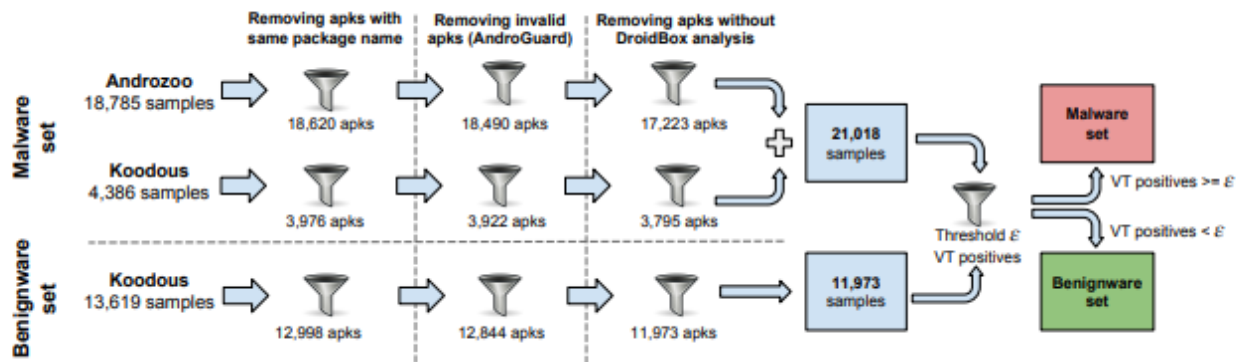 Removing apks with
same package name
Removing invalid
apks (AndroGuard)
Removing apks without
DroidBox analysis
Malware
set
Androzoo
18,785 samples
18,620 apks
18,490 apks
17,223 apks
Koodous
4,386 samples
3,976 apks
3,922 apks
3,795 apks
21,018
samples
Malware
set
VT positives >= ε
Threshold ε
VT positives
VT positives < ε
Benignware
set
Koodous
13,619 samples
12,998 apks
12,844 apks
11,973 apks
11,973
samples
Benignware
set